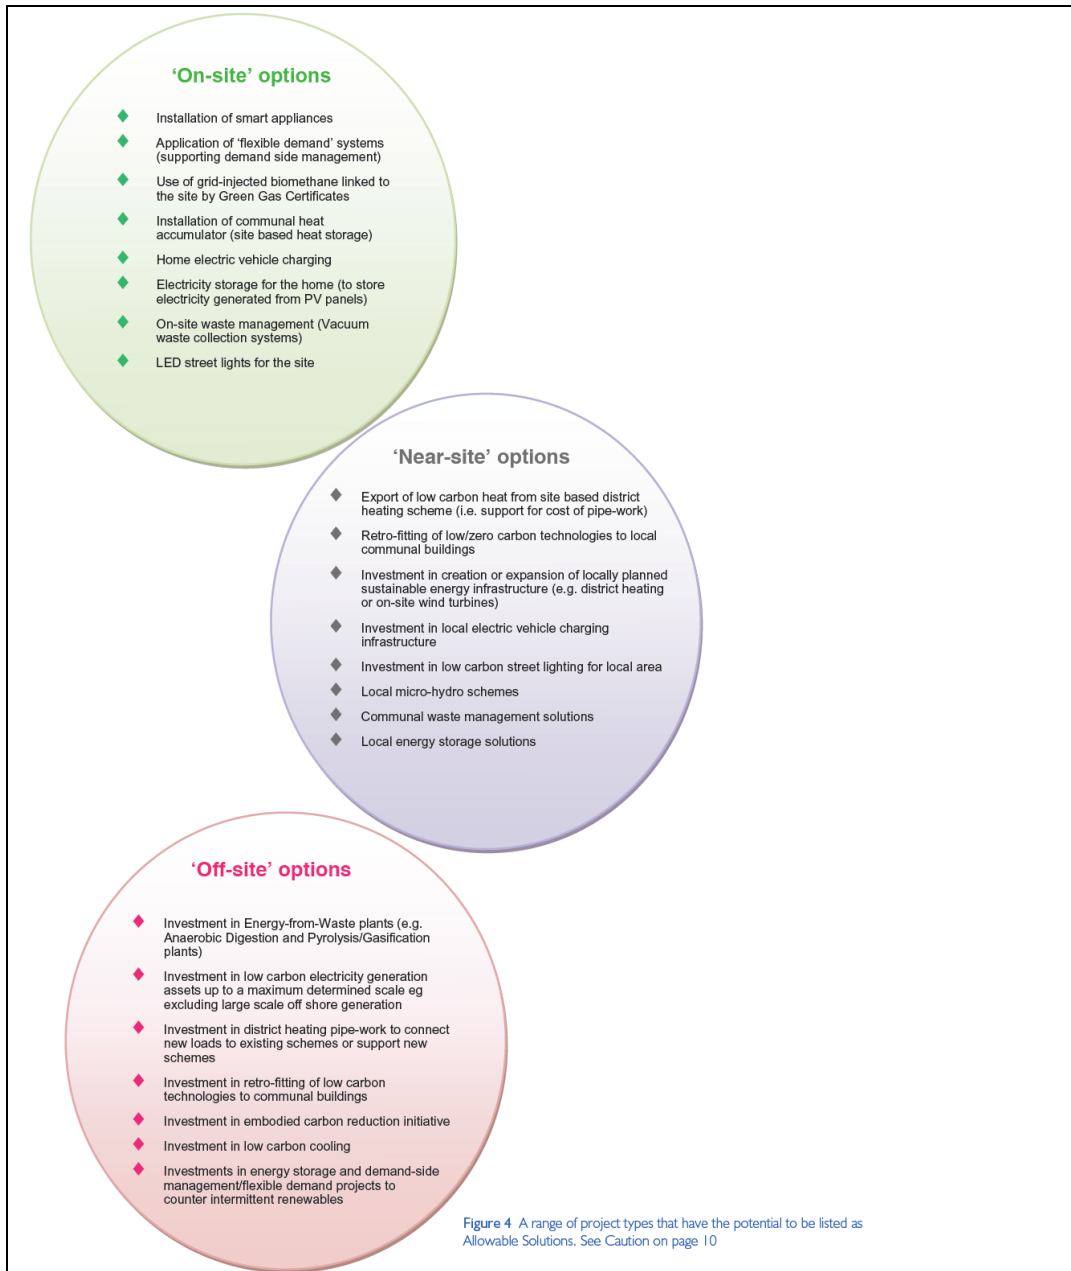 ‘On-site’ options
Installation of smart appliances
Application of ‘flexible demand’ systems
(supporting demand side management)
Use of grid-injected biomethane linked to
the site by Green Gas Certificates
Installation of communal heat
accumulator (site based heat storage)
Home electric vehicle charging
Electricity storage for the home (to store
electricity generated from PV panels)
On-site waste management (Vacuum
waste collection systems)
LED street lights for the site
‘Near-site’ options
Export of low carbon heat from site based district
heating scheme (i.e. support for cost of pipe-work)
Retro-fitting of low/zero carbon technologies to local
communal buildings
Investment in creation or expansion of locally planned
sustainable energy infrastructure (e.g. district heating
or on-site wind turbines)
Investment in local electric vehicle charging
infrastructure
Investment in low carbon street lighting for local area
Local micro-hydro schemes
Communal waste management solutions
Local energy storage solutions
‘Off-site’ options
Investment in Energy-from-Waste plants (e.g.
Anaerobic Digestion and Pyrolysis/Gasification
plants)
Investment in low carbon electricity generation
assets up to a maximum determined scale eg
excluding large scale off shore generation
Investment in district heating pipe-work to connect
new loads to existing schemes or support new
schemes
Investment in retro-fitting of low carbon
technologies to communal buildings
Investment in embodied carbon reduction initiative
Investment in low carbon cooling
Investments in energy storage and demand-side
management/flexible demand projects to
counter intermittent renewables
Figure 4 A range of project types that have the potential to be listed as
Allowable Solutions. See Caution on page 10